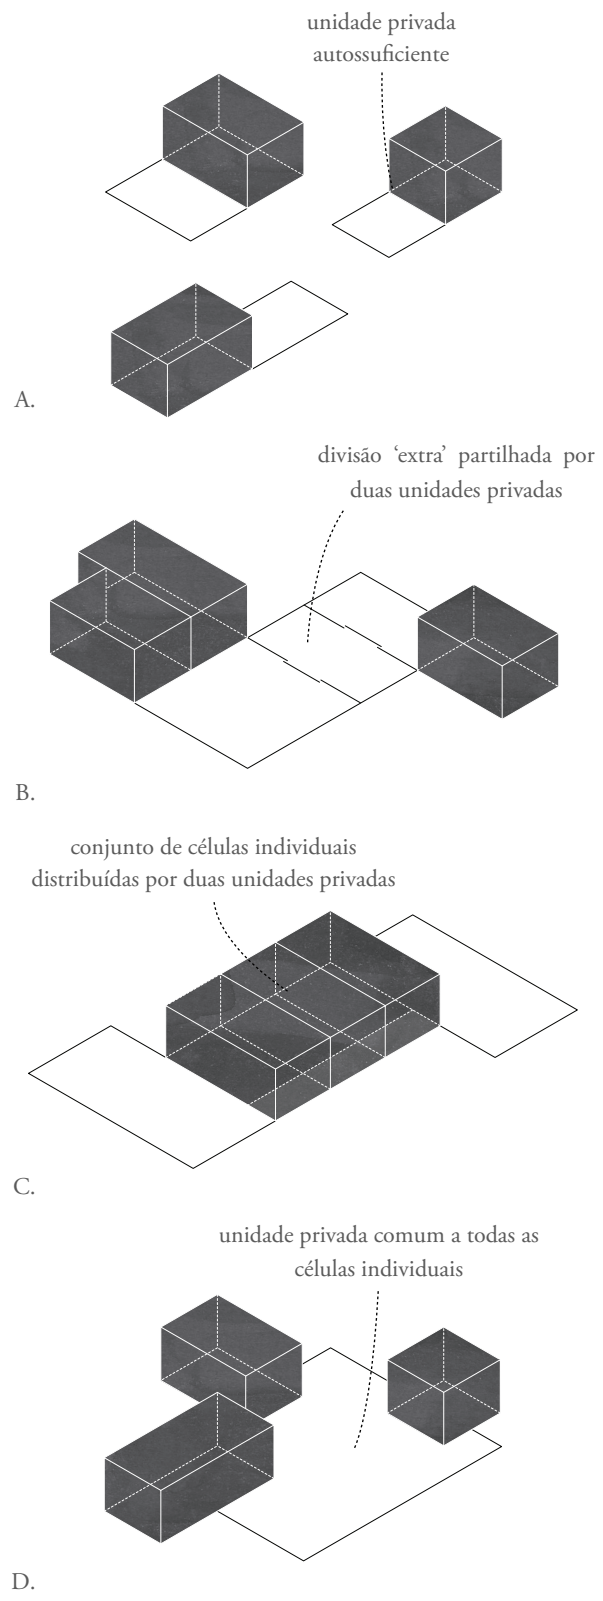 unidade privada
autossuficiente
A.
divisão ‘extra’ partilhada por
duas unidades privadas
B.
conjunto de células individuais
distribuídas por duas unidades privadas
C.
unidade privada comum a todas as
células individuais
D.